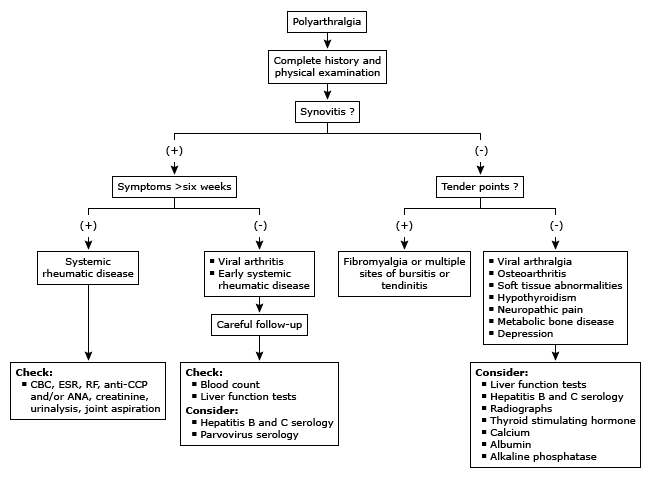 Polyarthralgia
Complete history and
physical examination
Synovitis ?
(+)
(-)
Symptoms >six weeks
Tender points ?
(+)
(-)
(+)
(-)
Systemic
rheumatic disease
▪ Viral arthritis
▪ Early systemic
rheumatic disease
Fibromyalgia or multiple
sites of bursitis or
tendinitis
▪ Viral arthralgia
▪ Osteoarthritis
▪ Soft tissue abnormalities
▪ Hypothyroidism
▪ Neuropathic pain
▪ Metabolic bone disease
▪ Depression
Careful follow-up
Check:
▪ CBC, ESR, RF, anti-CCP
and/or ANA, creatinine,
urinalysis, joint aspiration
Check:
▪ Blood count
▪ Liver function tests
Consider:
▪ Hepatitis B and C serology
▪ Parvovirus serology
Consider:
▪ Liver function tests
▪ Hepatitis B and C serology
▪ Radiographs
▪ Thyroid stimulating hormone
▪ Calcium
▪ Albumin
▪ Alkaline phosphatase